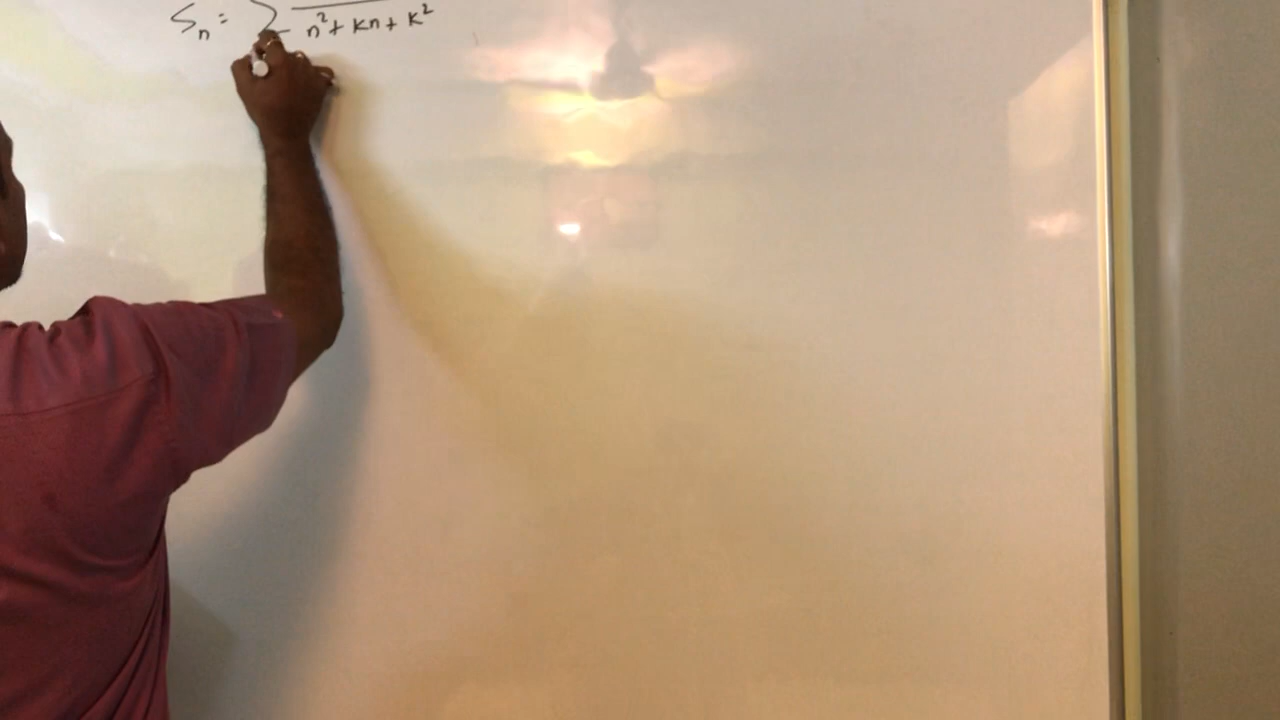 Sn = ∑ ―― n²+kn+k²